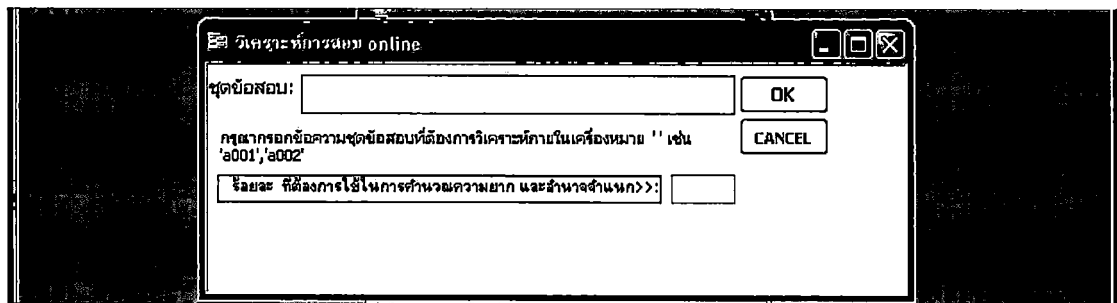 วิเคราะห์การสอบ online
ชุดข้อสอบ: OK
กรุณากรอกข้อความชุดข้อสอบที่ต้องการวิเคราะห์ภายในเครื่องหมาย '' เช่น
'a001','a002'
CANCEL
ร้อยละ ที่ต้องการใช้ในการคำนวณความยาก และอำนาจจำแนก>>: